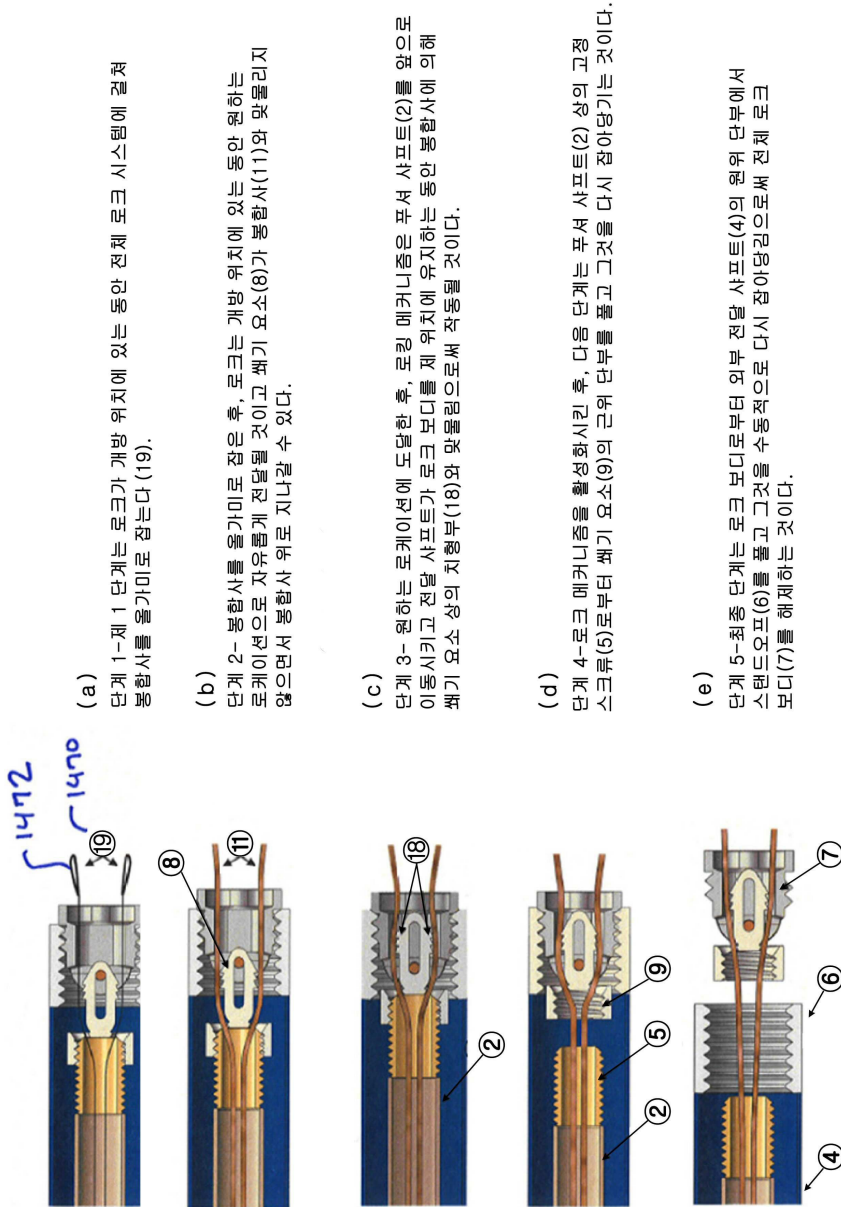 (a)
단계 1-제 1 단계는 로크가 개방 위치에 있는 동안 전체 로크 시스템에 걸쳐
봉합사를 올가미로 잡는다 (19).
(b)
단계 2- 봉합사를 올가미로 잡은 후, 로크는 개방 위치에 있는 동안 원하는
로케이션으로 자유롭게 전달될 것이고 쐐기 요소(8)가 봉합사(11)와 맞물리지
않으면서 봉합사 위로 지나갈 수 있다.
(c)
단계 3- 원하는 로케이션에 도달한 후, 로킹 메커니즘은 푸셔 샤프트(2)를 앞으로
이동시키고 전달 샤프트가 로크 보디를 제 위치에 유지하는 동안 봉합사에 의해
쐐기 요소 상의 치형부(18)와 맞물림으로써 작동될 것이다.
(d)
단계 4-로크 메커니즘을 활성화시킨 후, 다음 단계는 푸셔 샤프트(2) 상의 고정
스크류(5)로부터 쐐기 요소(9)의 근위 단부를 풀고 그것을 다시 잡아당기는 것이다.
(e)
단계 5-최종 단계는 로크 보디로부터 외부 전달 샤프트(4)의 원위 단부에서
스탠드오프(6)를 풀고 그것을 수동적으로 다시 잡아당김으로써 전체 로크
보디(7)를 해제하는 것이다.
1472
1470
19
8
11
18
2
9
5
2
7
6
4